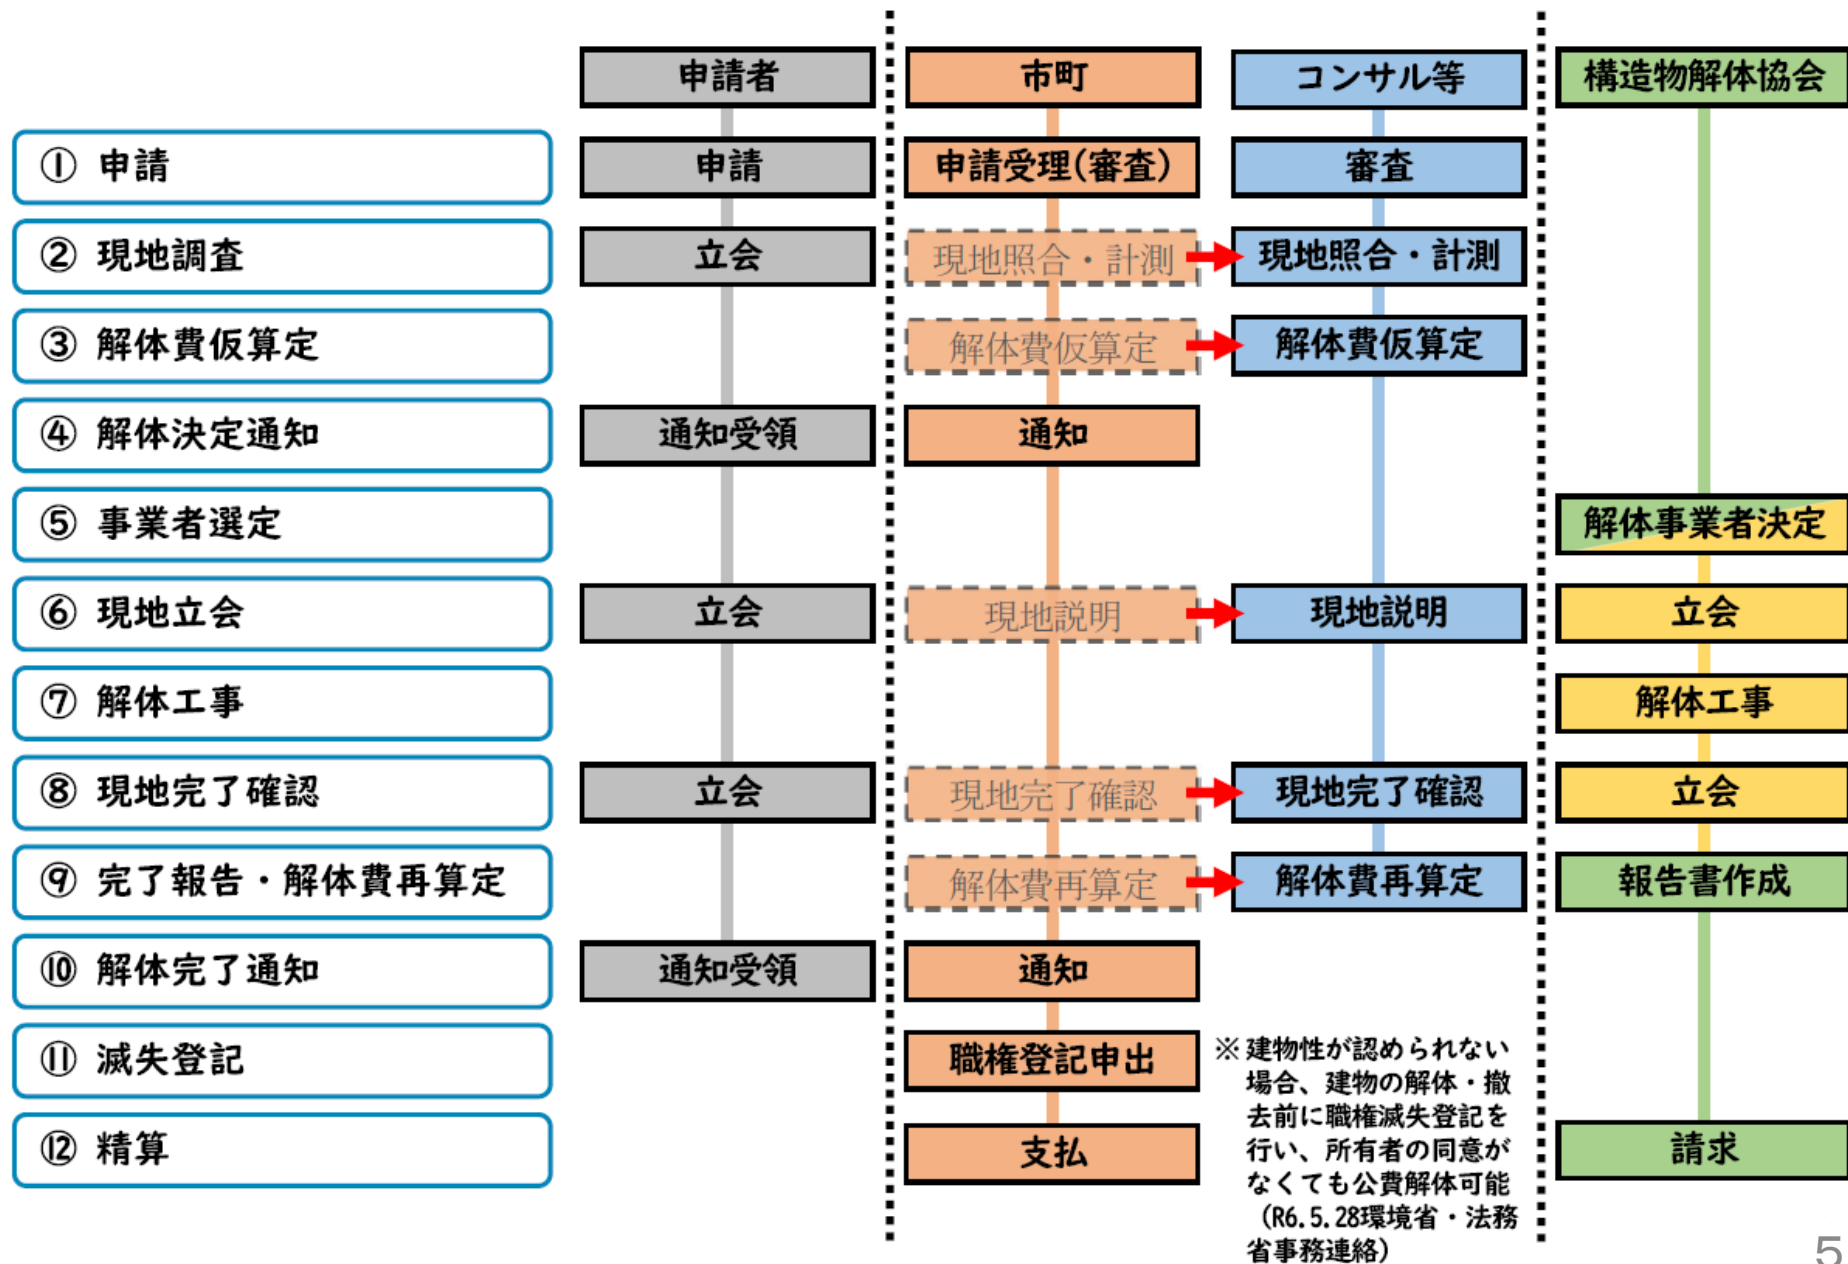 申請者
市町
コンサル等
構造物解体協会
① 申請
申請
申請受理(審査)
審査
② 現地調査
立会
現地照合・計測
現地照合・計測
③ 解体費仮算定
解体費仮算定
解体費仮算定
④ 解体決定通知
通知受領
通知
⑤ 事業者選定
解体事業者決定
⑥ 現地立会
立会
現地説明
現地説明
立会
⑦ 解体工事
解体工事
⑧ 現地完了確認
立会
現地完了確認
現地完了確認
立会
⑨ 完了報告・解体費再算定
解体費再算定
解体費再算定
報告書作成
⑩ 解体完了通知
通知受領
通知
⑪ 滅失登記
職権登記申出
⑫ 精算
支払
請求
※建物性が認められない
場合、建物の解体・撤
去前に職権滅失登記を
行い、所有者の同意が
なくても公費解体可能
（R6.5.28環境省・法務
省事務連絡）
5